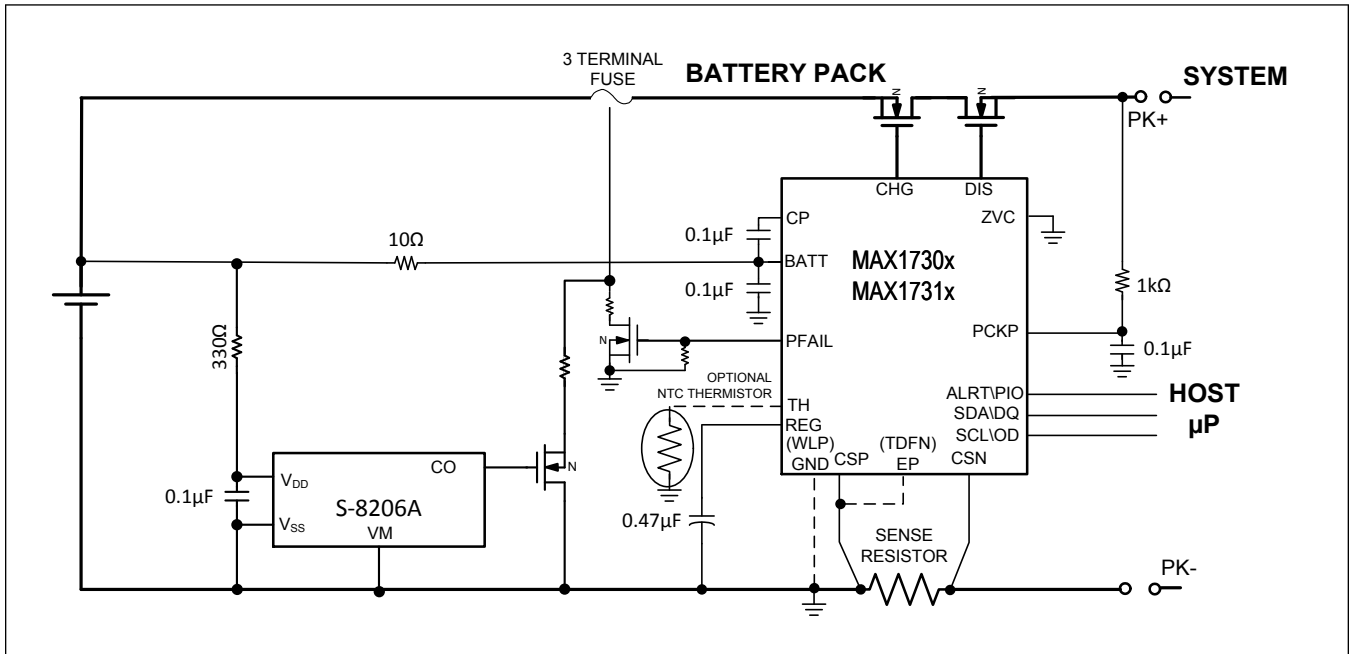 3 TERMINAL
FUSE
BATTERY PACK
SYSTEM
N
N
PK+
CHG
DIS
CP
ZVC
0.1µF
10Ω
BATT
MAX1730x
MAX1731x
0.1µF
1kΩ
330Ω
N
PFAIL
PCKP
0.1µF
OPTIONAL
NTC THERMISTOR
TH
REG
ALRT\PIO
HOST
SDA\DQ
µP
SCL\OD
(WLP)
GND
CSP
(TDFN)
EP
CSN
CO
N
VDD
0.1µF
S-8206A
VSS
VM
0.47µF
SENSE
RESISTOR
PK-